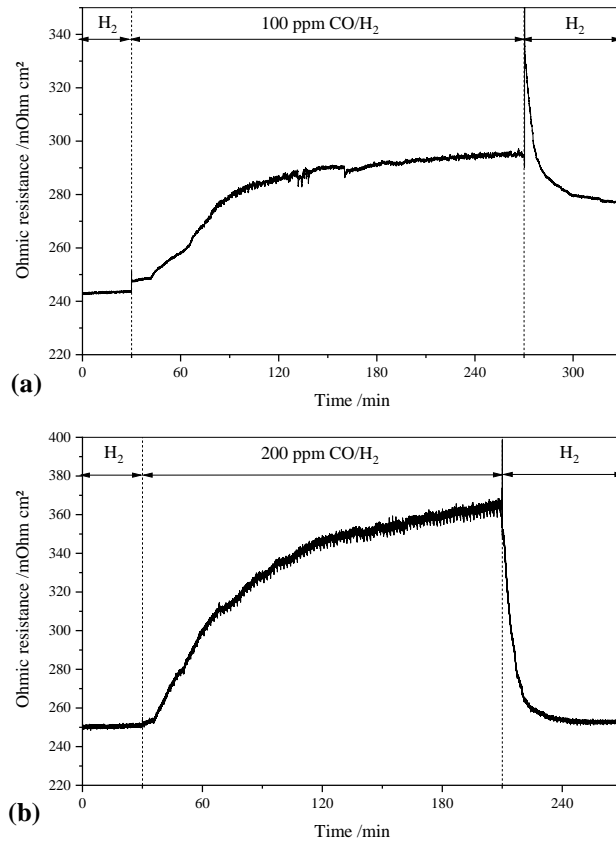 H₂ 100 ppm CO/H₂ H₂
Ohmic resistance /mOhm cm²
340
320
300
280
260
240
220
0 60 120 180 240 300
Time /min
(a)
H₂ 200 ppm CO/H₂ H₂
Ohmic resistance /mOhm cm²
400
380
360
340
320
300
280
260
240
220
0 60 120 180 240
Time /min
(b)